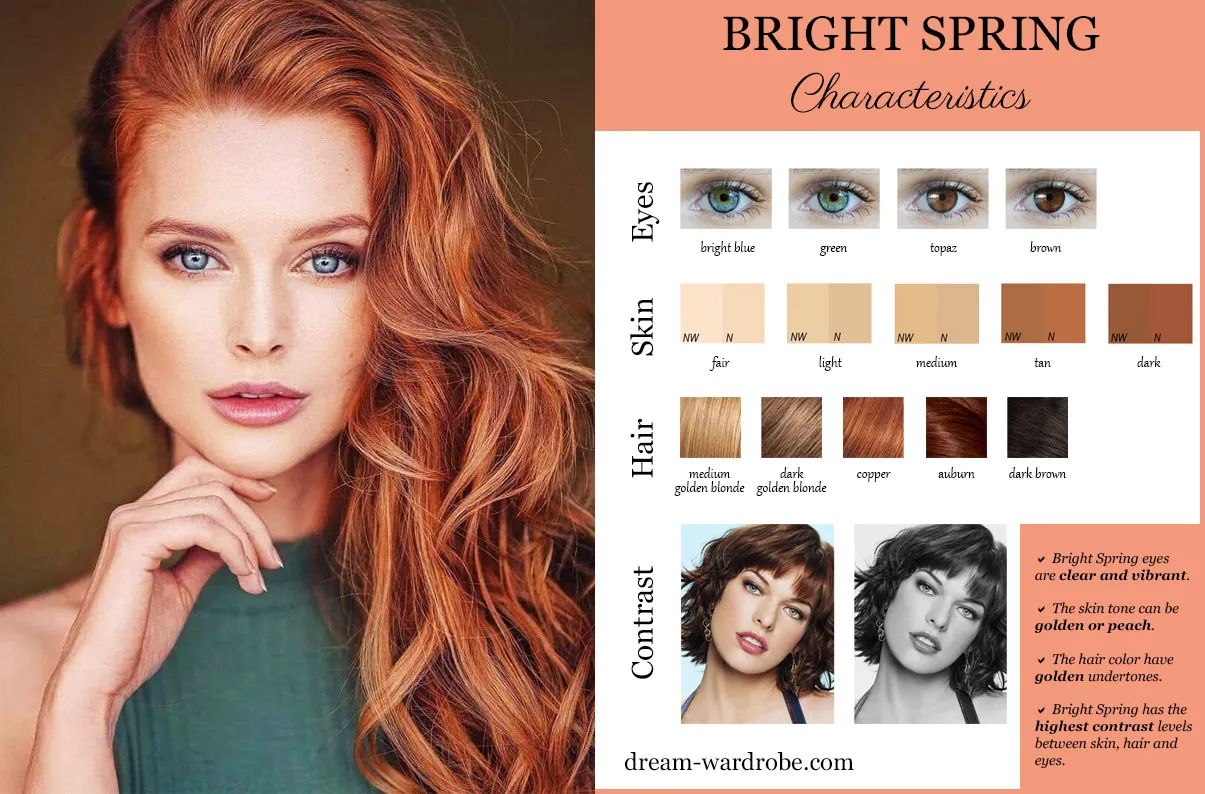 BRIGHT SPRING
Characteristics
Eyes
bright blue
green
topaz
brown
Skin
NW N
NW N
NW N
NW N
NW N
fair
light
medium
tan
dark
Hair
medium
golden blonde
dark
golden blonde
copper
auburn
dark brown
Contrast
Bright Spring eyes
are clear and vibrant.
The skin tone can be
golden or peach.
The hair color have
golden undertones.
Bright Spring has the
highest contrast levels
between skin, hair and
eyes.
dream-wardrobe.com